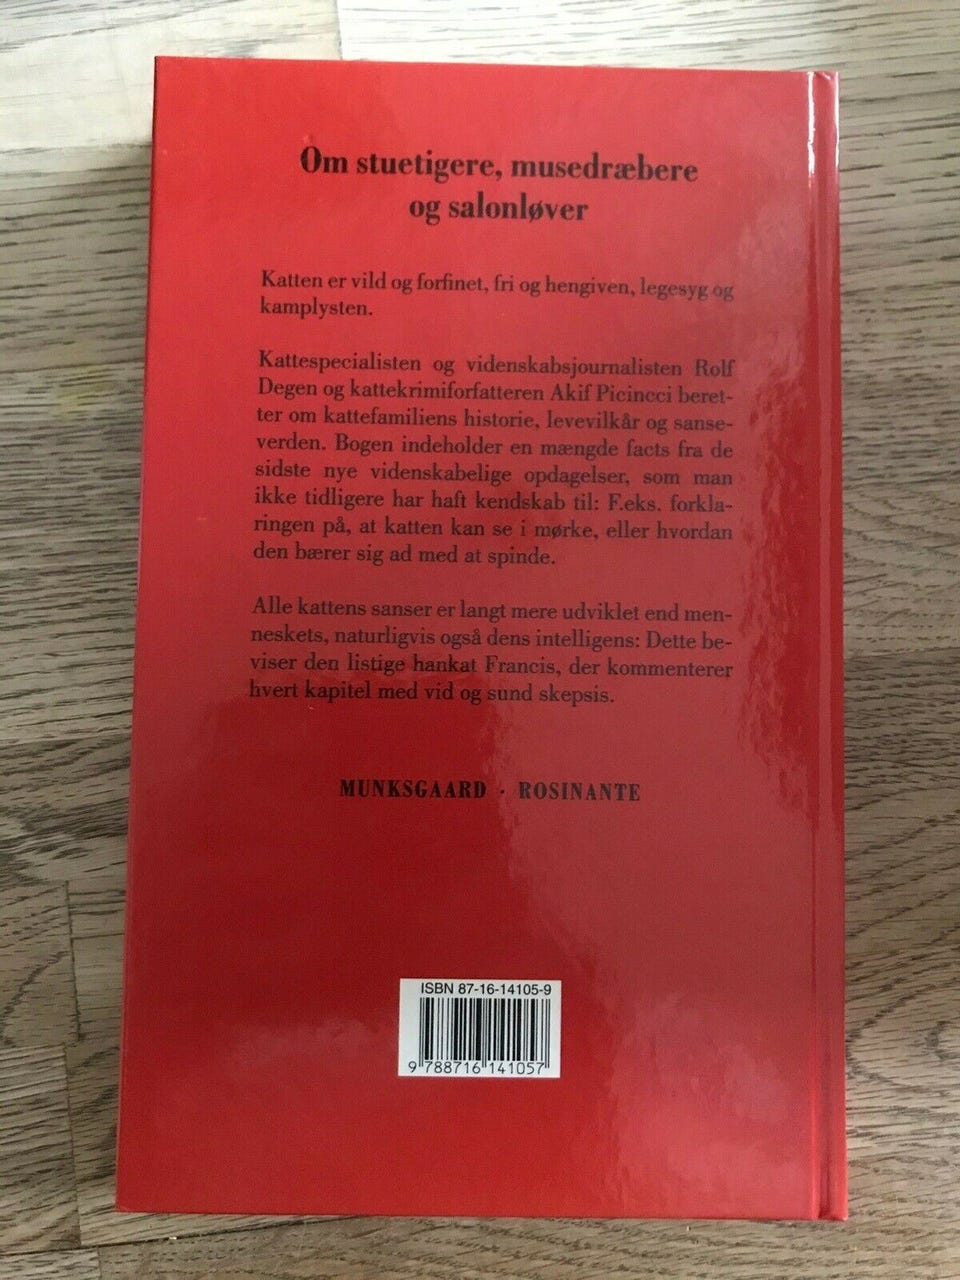 Om stuetigere, musedræbere
og salonløver
Katten er vild og forfinet, fri og hengiven, legesyg og
kamplysten.
Kattespecialisten og videnskabsjournalisten Rolf
Degen og kattekrimiforfatteren Akif Picincci beret-
ter om kattefamiliens historie, levevilkår og sanse-
verden. Bogen indeholder en mængde facts fra de
sidste nye videnskabelige opdagelser, som man
ikke tidligere har haft kendskab til: F.eks. forkla-
ringen på, at katten kan se i mørke, eller hvordan
den bærer sig ad med at spinde.
Alle kattens sanser er langt mere udviklet end men-
neskets, naturligvis også dens intelligens: Dette be-
viser den listige hankat Francis, der kommenterer
hvert kapitel med vid og sund skepsis.
MUNKSGAARD · ROSINANTE
ISBN 87-16-14105-9
9 788716 141057